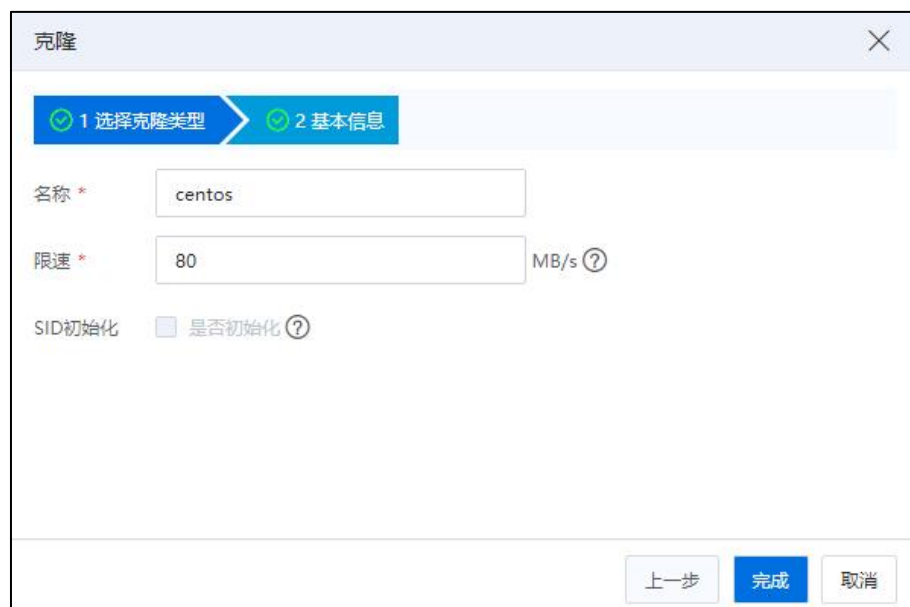 克隆
1 选择克隆类型 2 基本信息
名称 * centos
限速 * 80 MB/s ?
SID初始化 是否初始化 ?
上一步 完成 取消